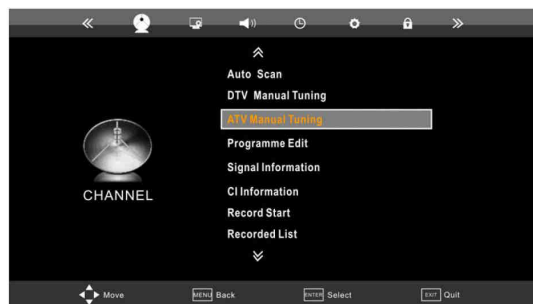 Auto Scan
DTV Manual Tuning
ATV Manual Tuning
Programme Edit
Signal Information
CI Information
Record Start
Recorded List
CHANNEL
Move
MENU Back
ENTER Select
EXIT Quit